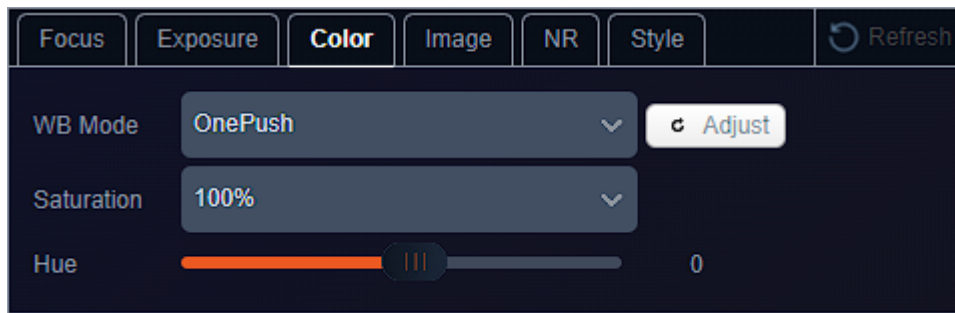 Focus Exposure Color Image NR Style Refresh
WB Mode OnePush Adjust
Saturation 100%
Hue 0